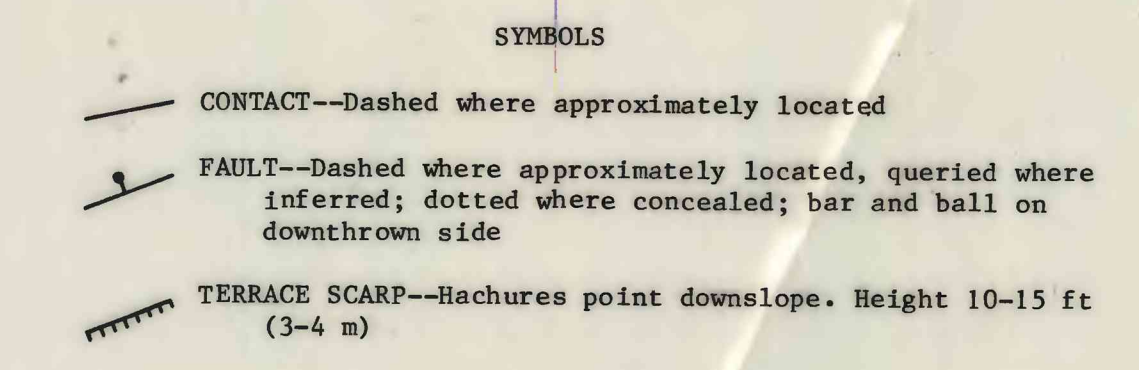 SYMBOLS
CONTACT--Dashed where approximately located
FAULT--Dashed where approximately located, queried where
inferred; dotted where concealed; bar and ball on
downthrown side
TERRACE SCARP--Hachures point downslope. Height 10-15 ft
(3-4 m)